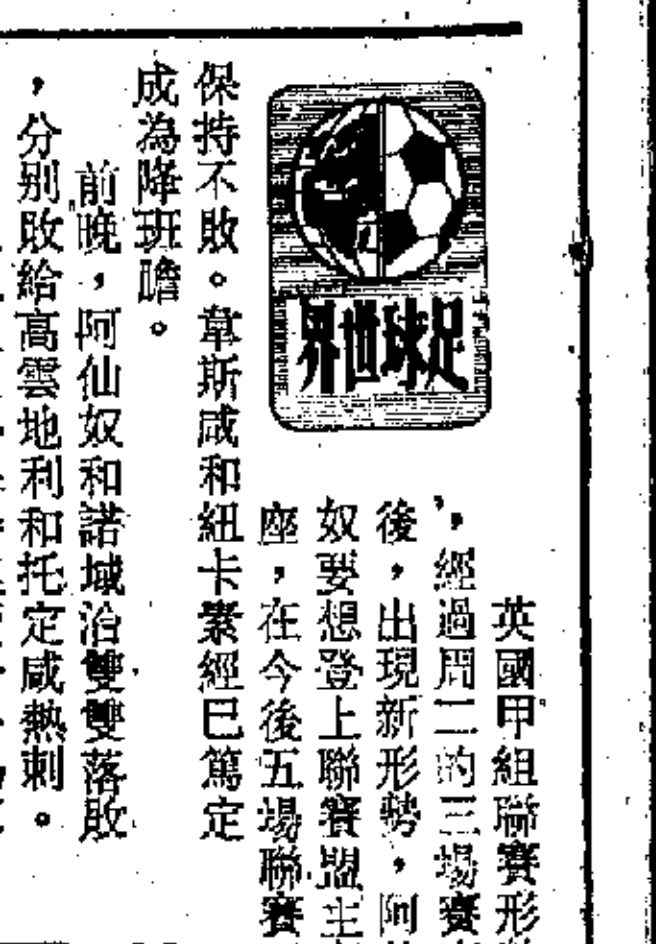 足球世界
英國甲組聯賽形
，經過周二的三場賽
後，出現新形勢，阿
奴要想登上聯賽盟主
座，在今後五場聯賽
保持不敗。韋斯咸和紐卡素經已篤定
成為降班膽。
前晚，阿仙奴和諾域治雙雙落敗
，分別敗給高雲地利和托定咸熱刺。